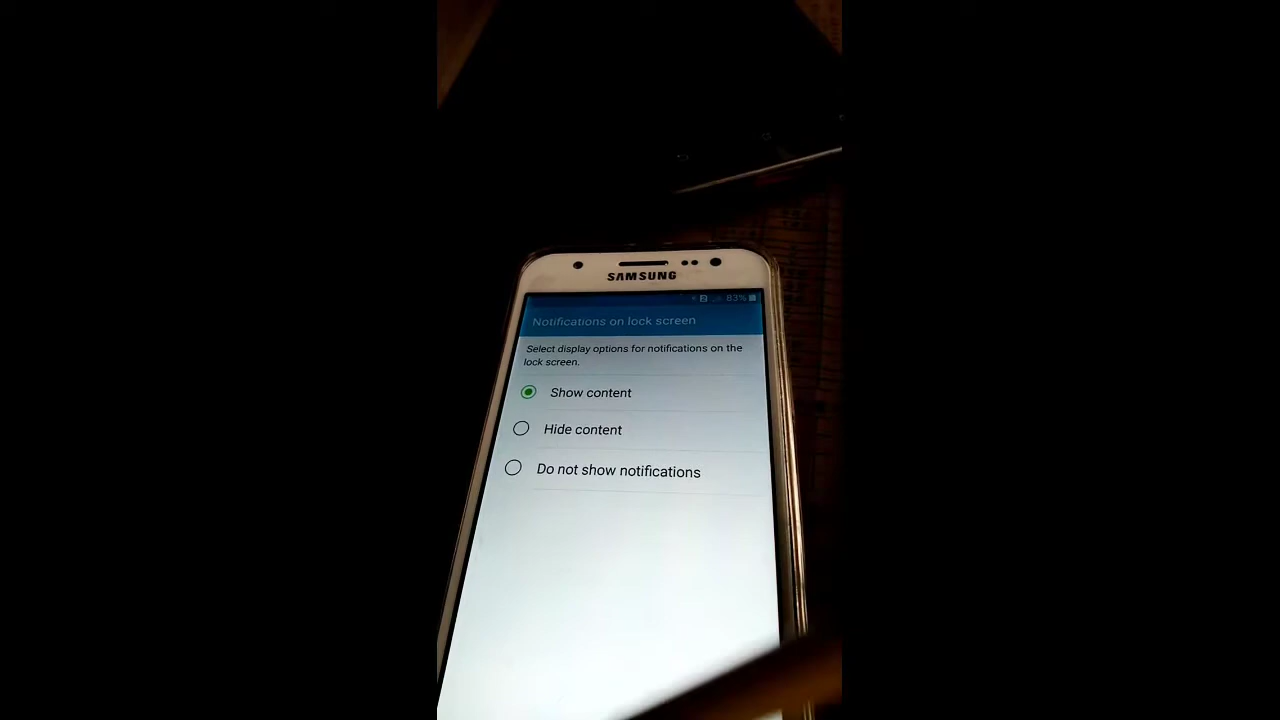 SAMSUNG
83%
Notifications on lock screen
Select display options for notifications on the
lock screen.
Show content
Hide content
Do not show notifications